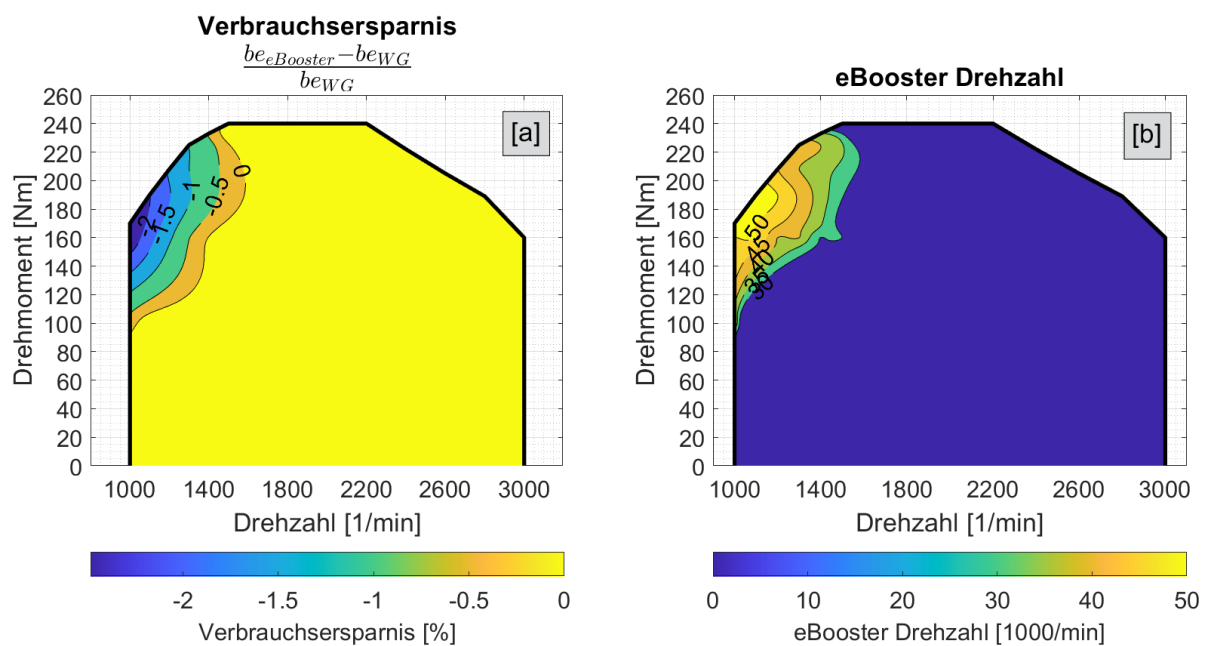 Verbrauchsersparnis
be_eBooster−be_WG
be_WG
260
240
220
200
180
160
140
120
100
80
60
40
20
0
Drehmoment [Nm]
[a]
0
-0.5
-1
-1.5
-2
1000 1400 1800 2200 2600 3000
Drehzahl [1/min]
-2 -1.5 -1 -0.5 0
Verbrauchsersparnis [%]
eBooster Drehzahl
260
240
220
200
180
160
140
120
100
80
60
40
20
0
Drehmoment [Nm]
[b]
50
45
40
35
30
1000 1400 1800 2200 2600 3000
Drehzahl [1/min]
0 10 20 30 40 50
eBooster Drehzahl [1000/min]